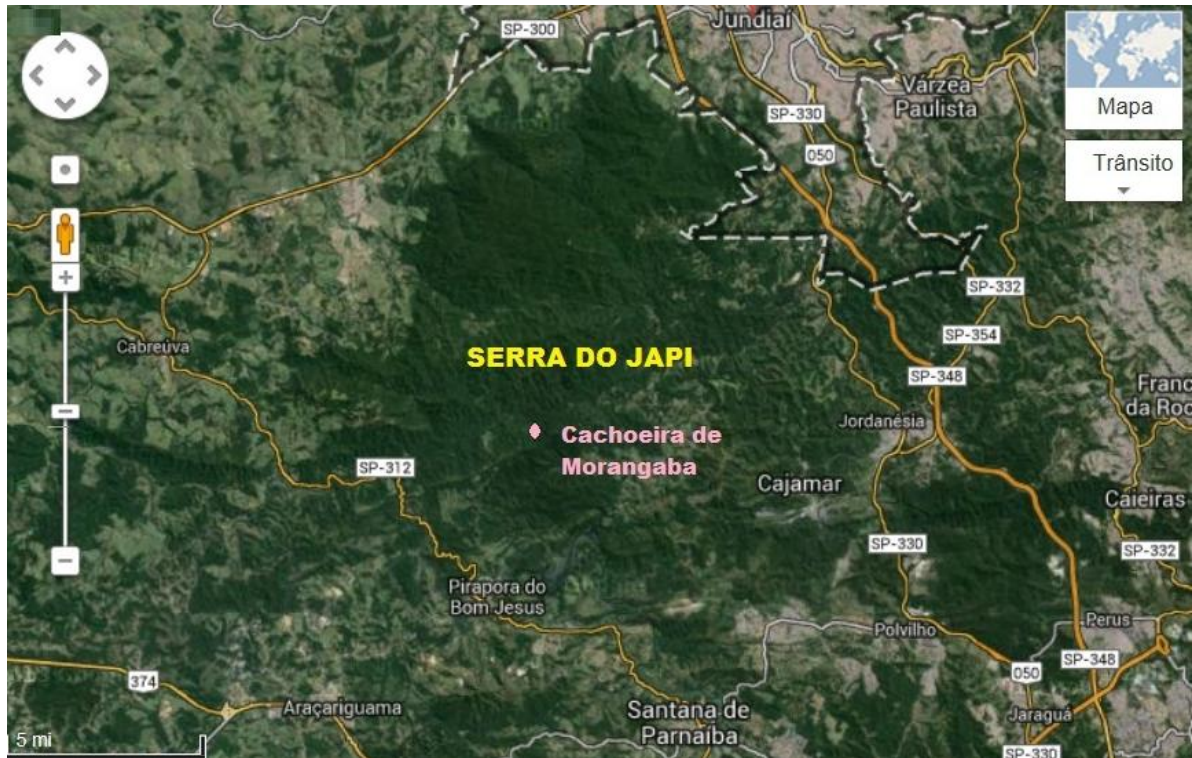 SP-300
Jundiaí
Várzea
Paulista
Mapa
SP-330
050
Trânsito
SP-332
SP-354
Cabreúva
SERRA DO JAPI
SP-348
Franc
da Roc
Jordanésia
Cachoeira de
Morangaba
SP-312
Cajamar
Caieiras
SP-330
SP-332
Pirapora do
Bom Jesus
Polvilho
Perus
SP-348
050
374
Araçariguama
Santana de
Parnaíba
Jaraguá
5 mi
SP-330